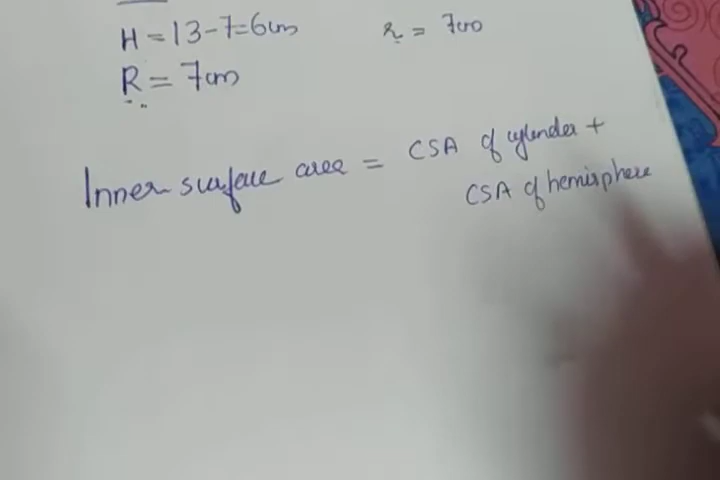 H = 13-7=6cm r = 7cm
R = 7cm
Inner surface area = CSA of cylinder +
CSA of hemisphere